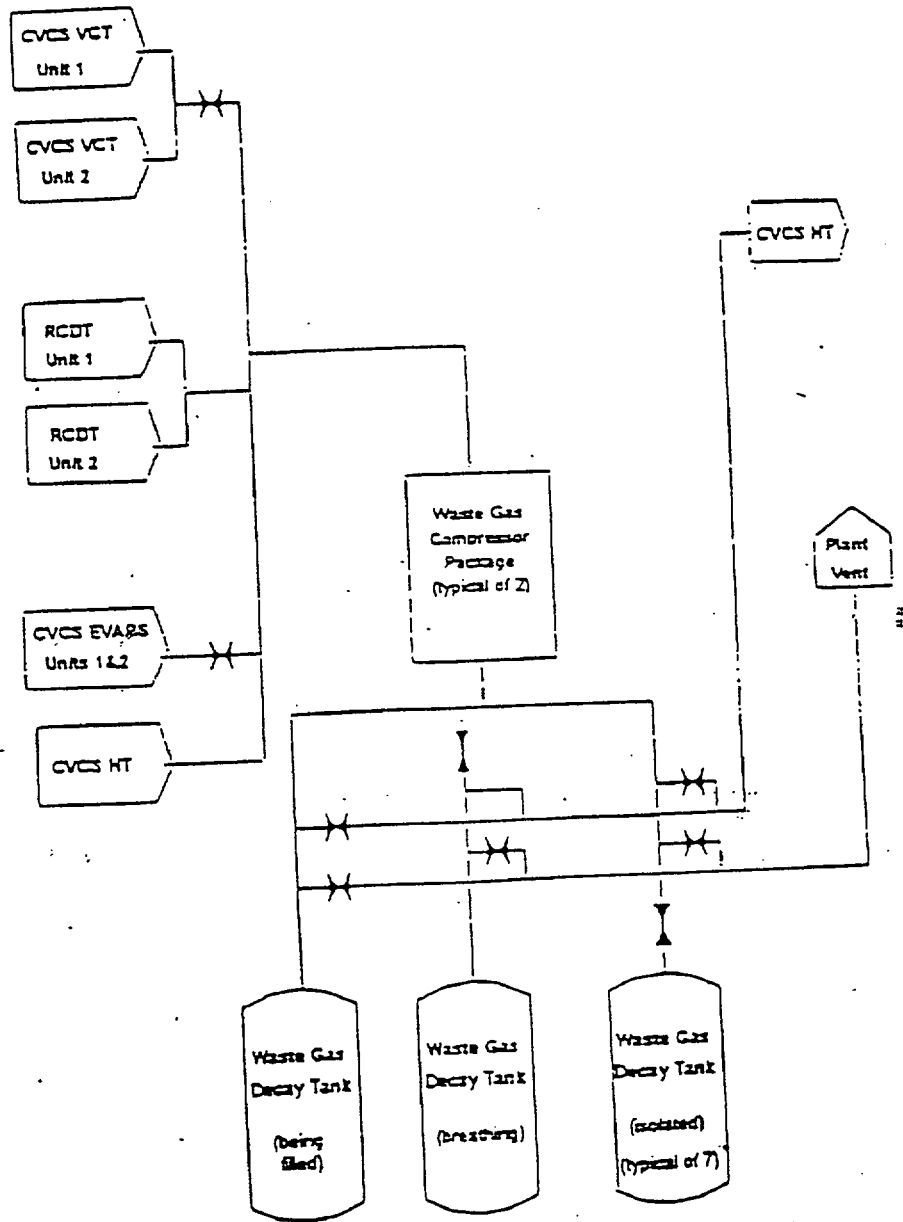 CVCS VCT
Unit 1
CVCS VCT
Unit 2
CVCS HT
RCDT
Unit 1
RCDT
Unit 2
Waste Gas
Compressor
Package
(typical of 2)
Plant
Vent
CVCS EVAPS
Units 1&2
CVCS HT
Waste Gas
Decay Tank
(being
filled)
Waste Gas
Decay Tank
(breathing)
Waste Gas
Decay Tank
(isolated)
(typical of 7)